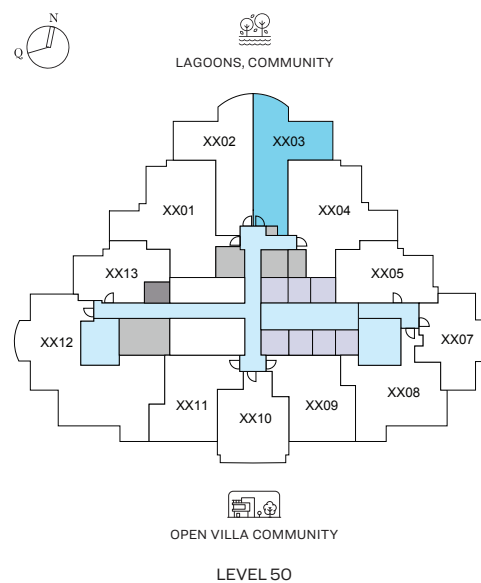 N
Q
LAGOONS, COMMUNITY
XX02
XX03
XX01
XX04
XX13
XX05
XX12
XX07
XX11
XX10
XX09
XX08
OPEN VILLA COMMUNITY
LEVEL 50